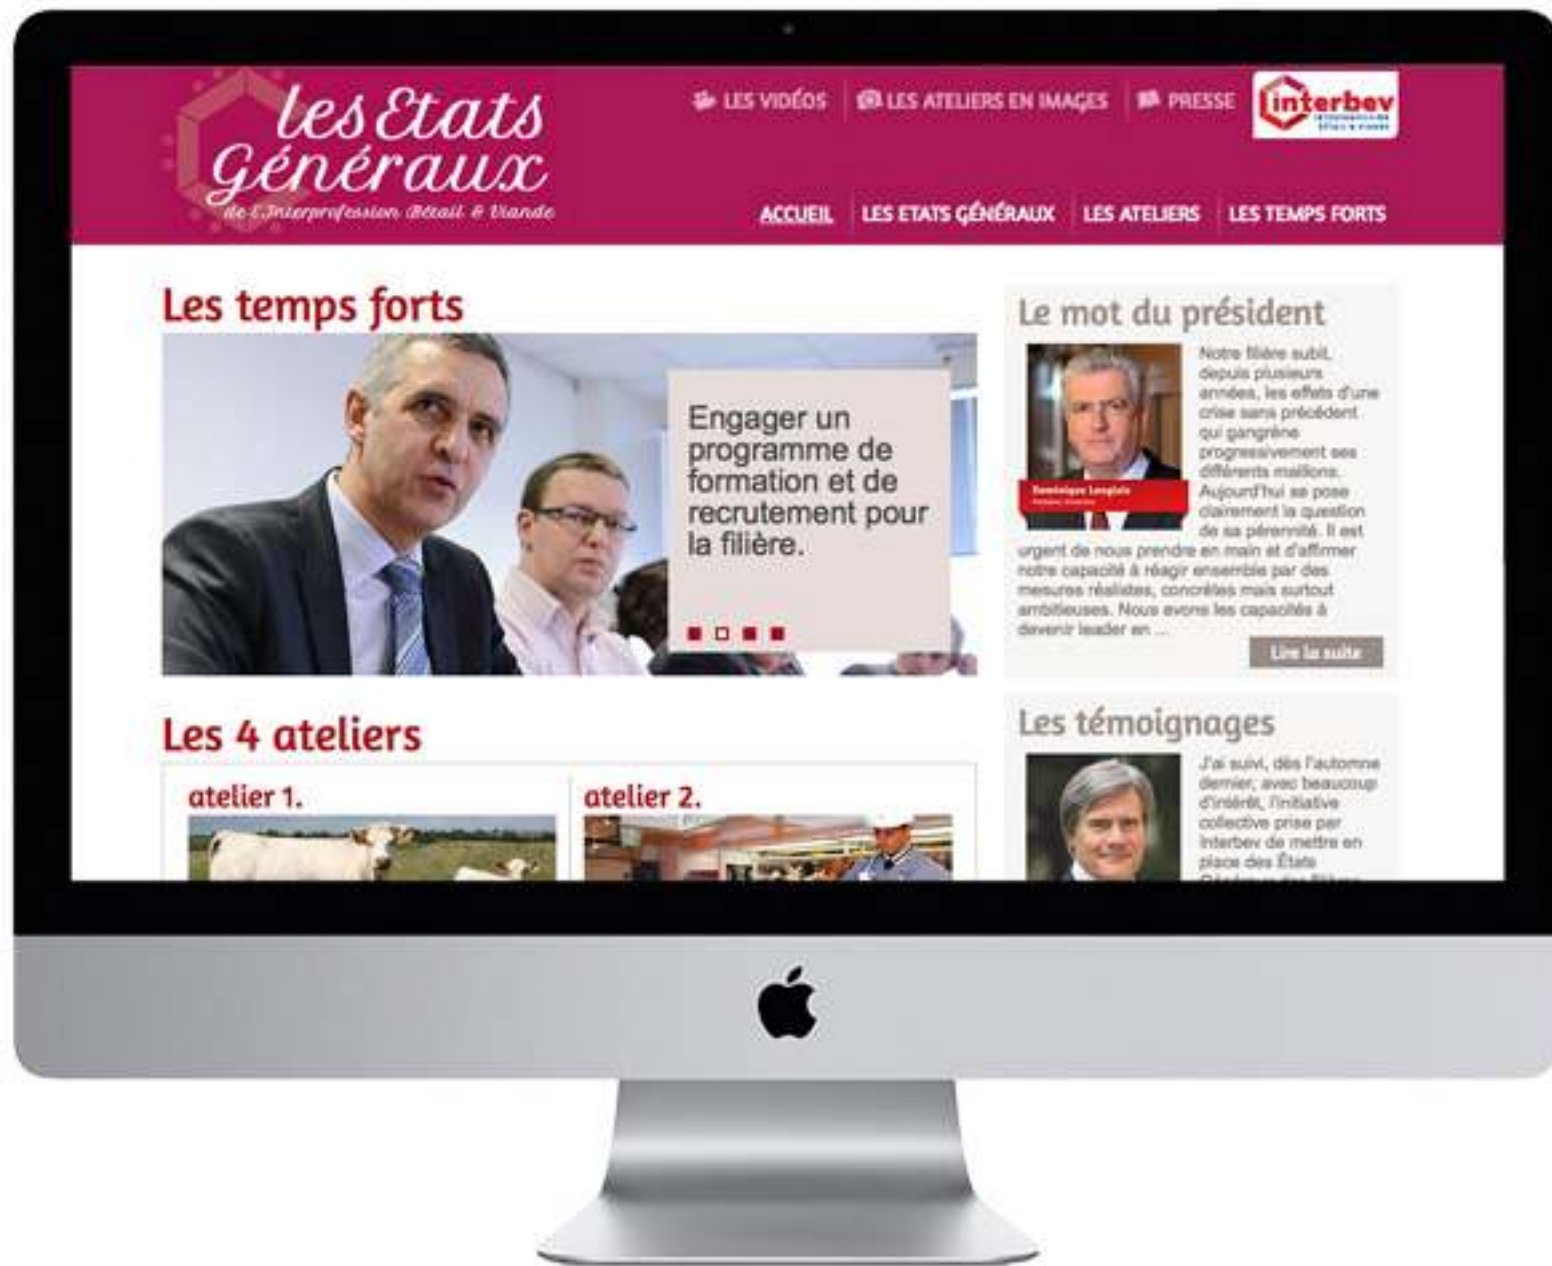 les Etats
Généraux
de l'Interprofession Bétail & Viande
LES VIDÉOS
LES ATELIERS EN IMAGES
PRESSE
interbev
INTERPROFESSION
BÉTAIL & VIANDE
ACCUEIL
LES ETATS GÉNÉRAUX
LES ATELIERS
LES TEMPS FORTS
Les temps forts
Engager un
programme de
formation et de
recrutement pour
la filière.
Les 4 ateliers
atelier 1.
atelier 2.
Le mot du président
Notre filière subit,
depuis plusieurs
années, les effets d'une
crise sans précédent
qui gangrène
progressivement ses
différents maillons.
Aujourd'hui se pose
clairement la question
de sa pérennité. Il est
urgent de nous prendre en main et d'affirmer
notre capacité à réagir ensemble par des
mesures réalistes, concrètes mais surtout
ambitieuses. Nous avons les capacités à
devenir leader en ...
Dominique Langlois
Lire la suite
Les témoignages
J'ai suivi, dès l'automne
dernier, avec beaucoup
d'intérêt, l'initiative
collective prise par
Interbev de mettre en
place des États